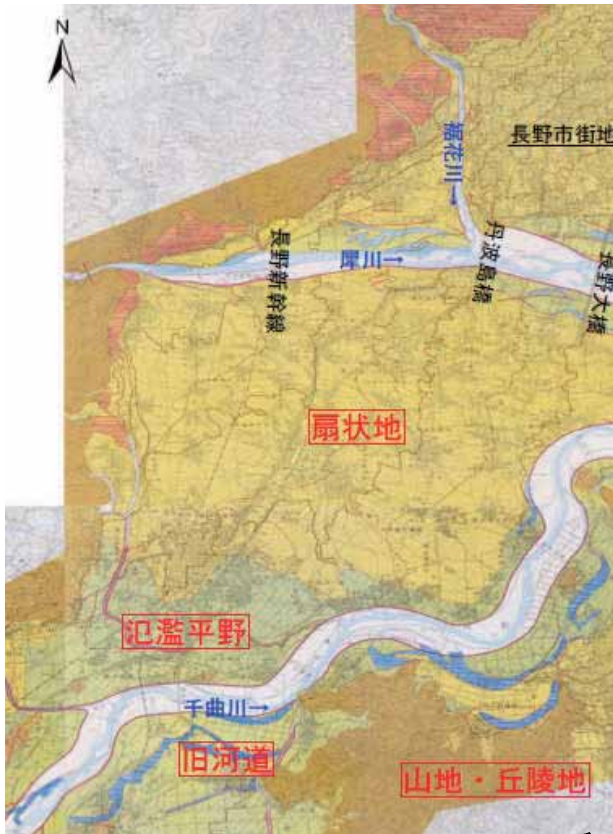 N
長野市街地
裾花川→
長野新幹線
犀川→
丹波島橋
長野大橋
扇状地
氾濫平野
千曲川→
旧河道
山地・丘陵地